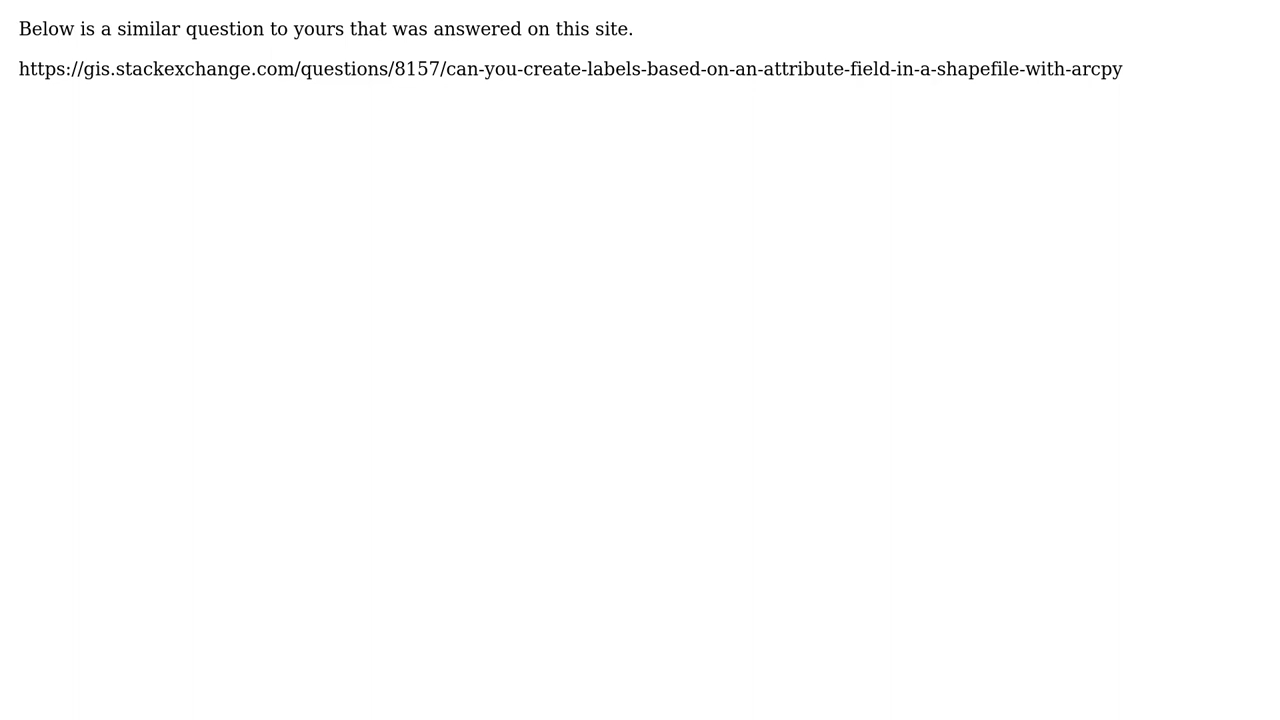 Below is a similar question to yours that was answered on this site.
https://gis.stackexchange.com/questions/8157/can-you-create-labels-based-on-an-attribute-field-in-a-shapefile-with-arcpy